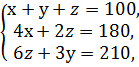 x + y + z = 100,
4x + 2z = 180,
6z + 3y = 210,